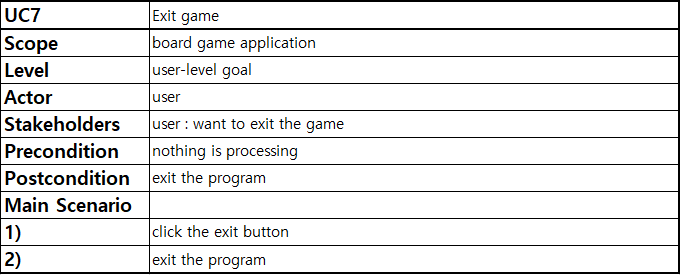 UC7 Exit game
Scope board game application
Level user-level goal
Actor user
Stakeholders user : want to exit the game
Precondition nothing is processing
Postcondition exit the program
Main Scenario
1) click the exit button
2) exit the program